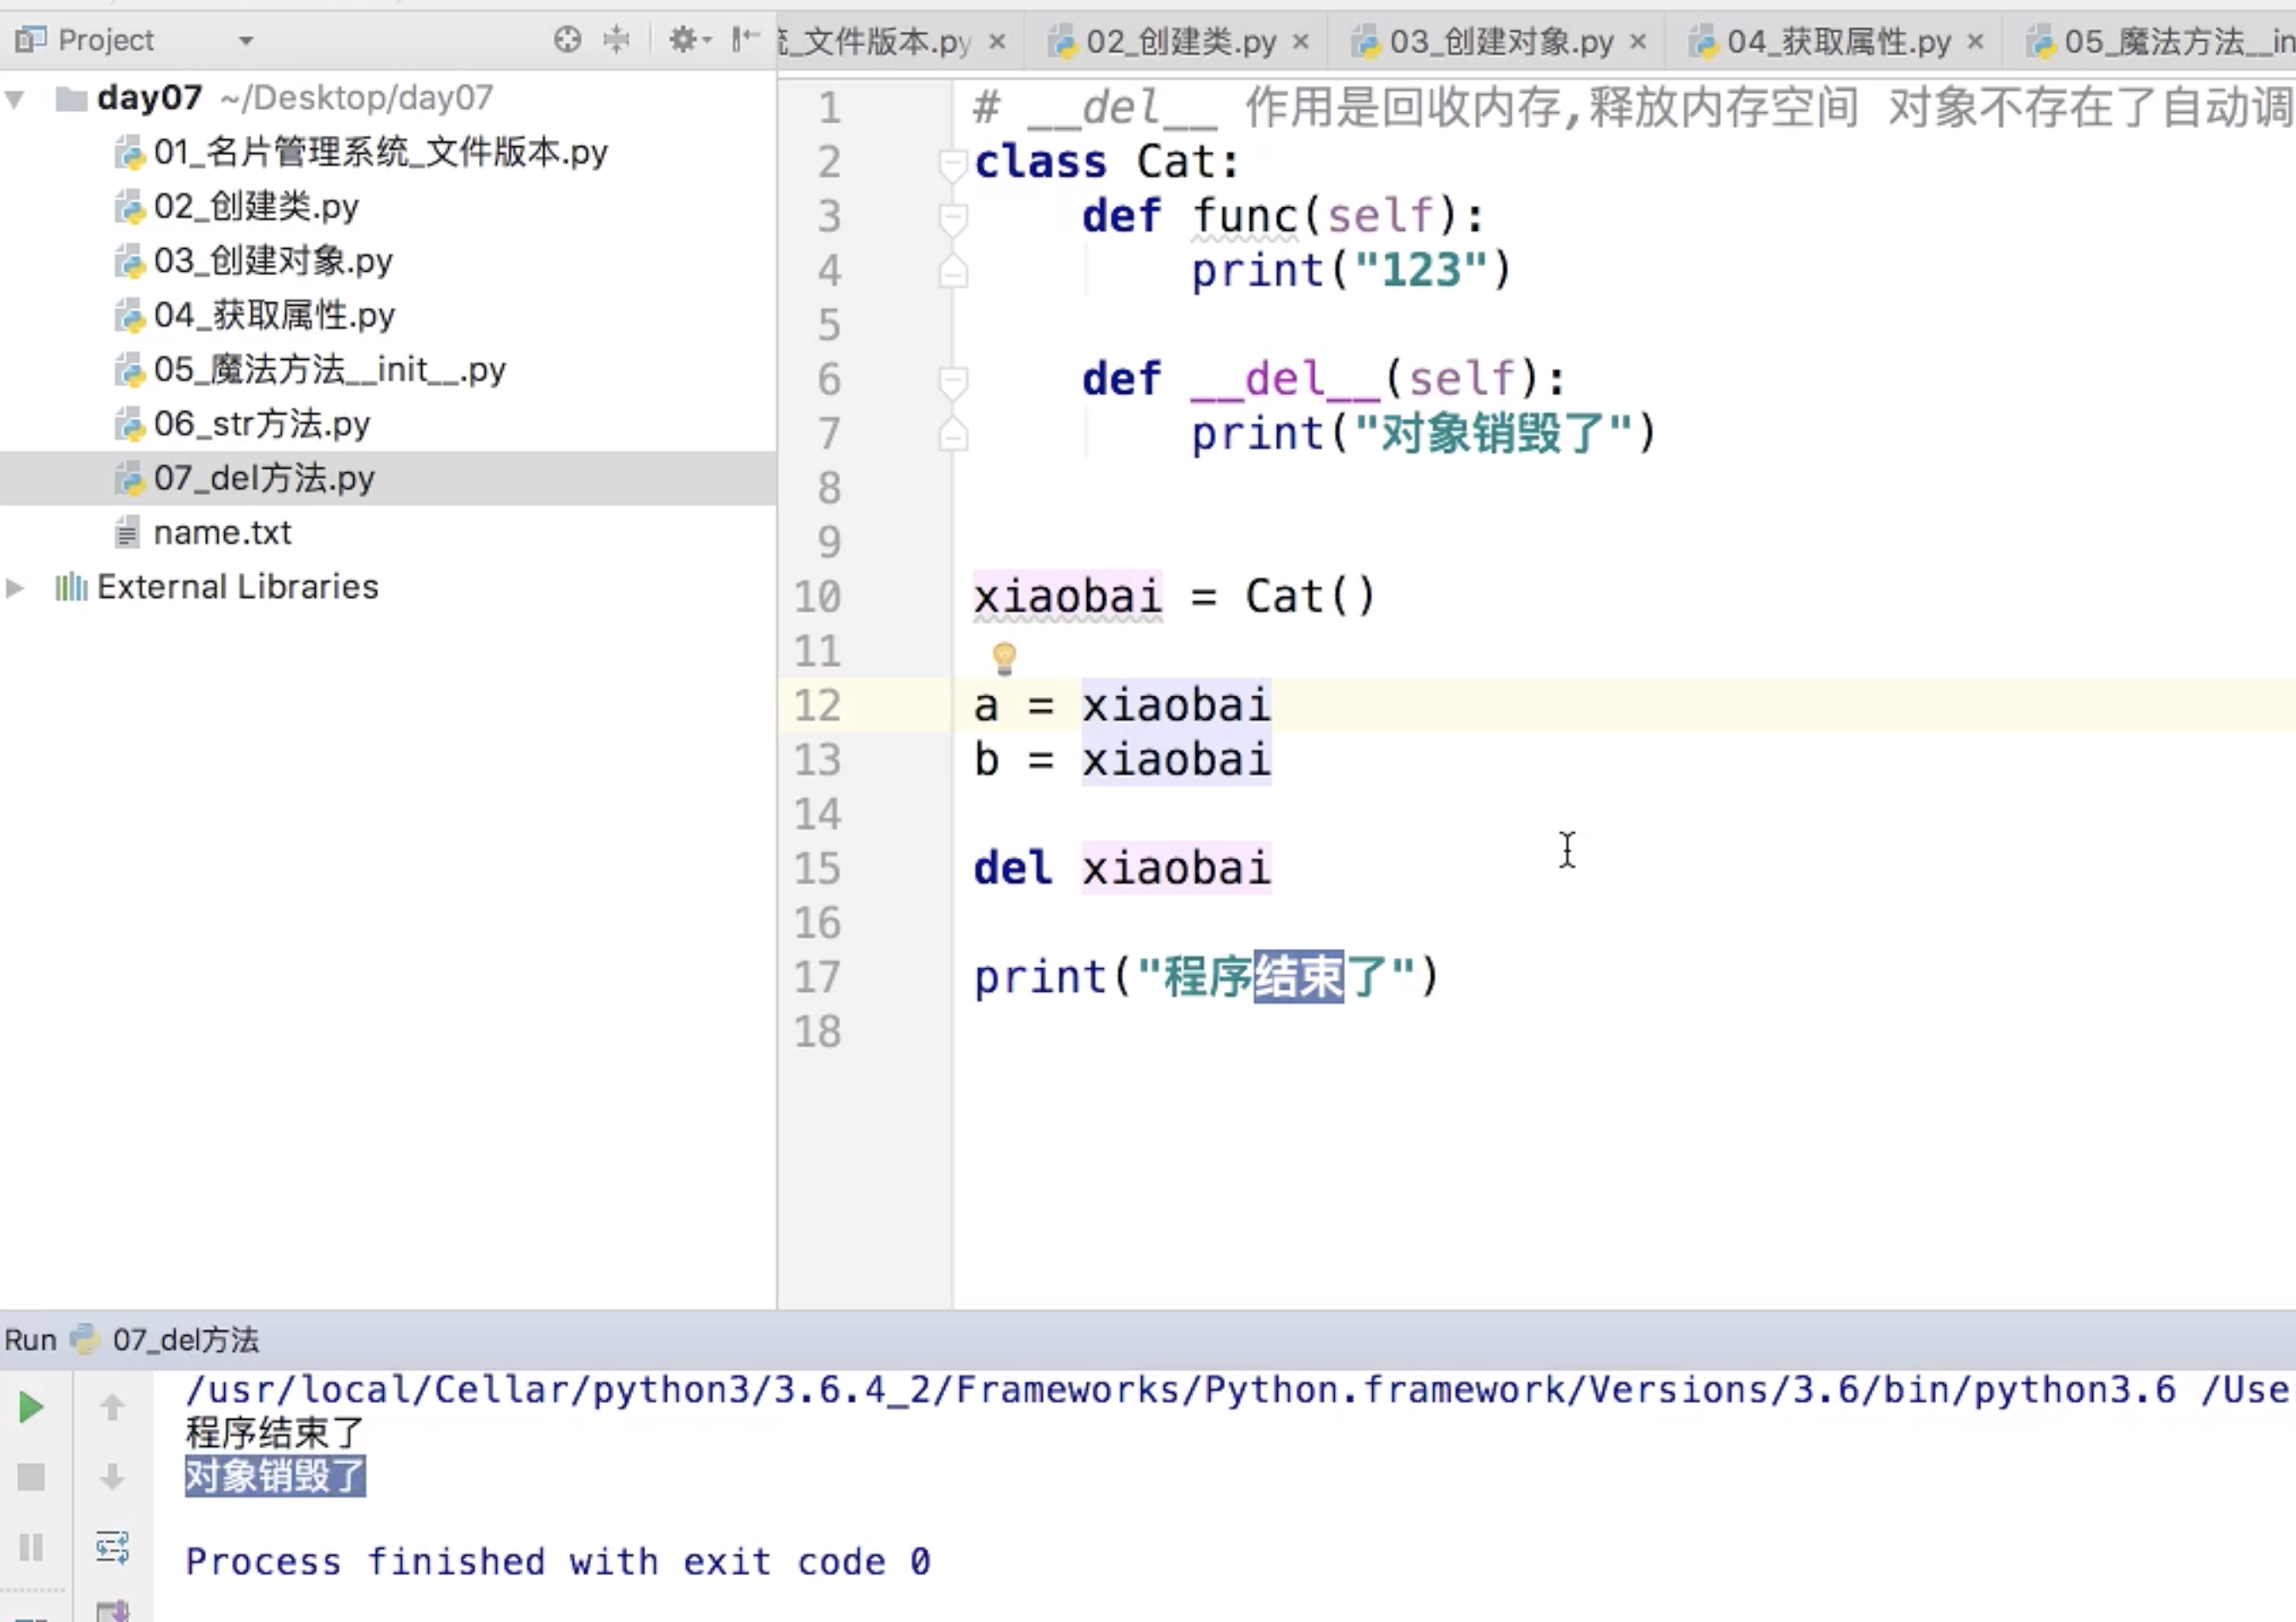 Project
统_文件版本.py
02_创建类.py
03_创建对象.py
04_获取属性.py
05_魔法方法__in
day07 ~/Desktop/day07
01_名片管理系统_文件版本.py
02_创建类.py
03_创建对象.py
04_获取属性.py
05_魔法方法__init__.py
06_str方法.py
07_del方法.py
name.txt
External Libraries
1 # __del__ 作用是回收内存,释放内存空间 对象不存在了自动调
2 class Cat:
3 def func(self):
4 print("123")
5
6 def __del__(self):
7 print("对象销毁了")
8
9
10 xiaobai = Cat()
11
12 a = xiaobai
13 b = xiaobai
14
15 del xiaobai
16
17 print("程序结束了")
18
Run 07_del方法
/usr/local/Cellar/python3/3.6.4_2/Frameworks/Python.framework/Versions/3.6/bin/python3.6 /Use
程序结束了
对象销毁了
Process finished with exit code 0